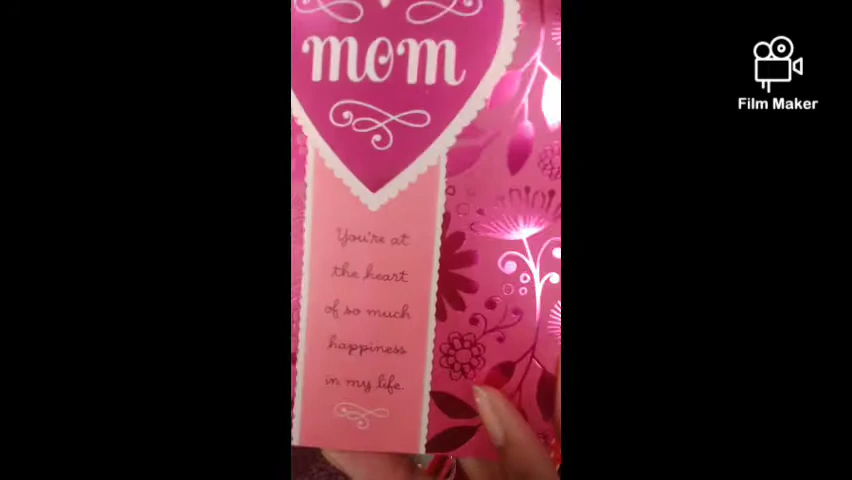 mom
You're at
the heart
of so much
happiness
in my life
Film Maker